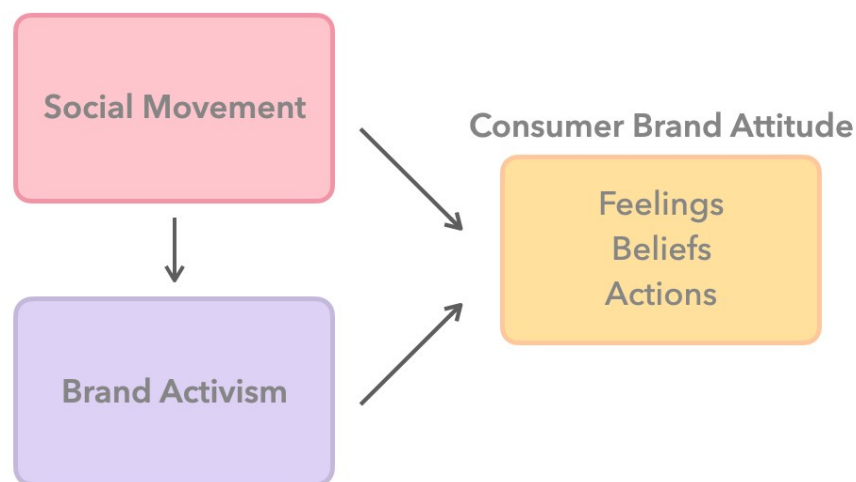 Social Movement
Consumer Brand Attitude
Feelings
Beliefs
Actions
Brand Activism